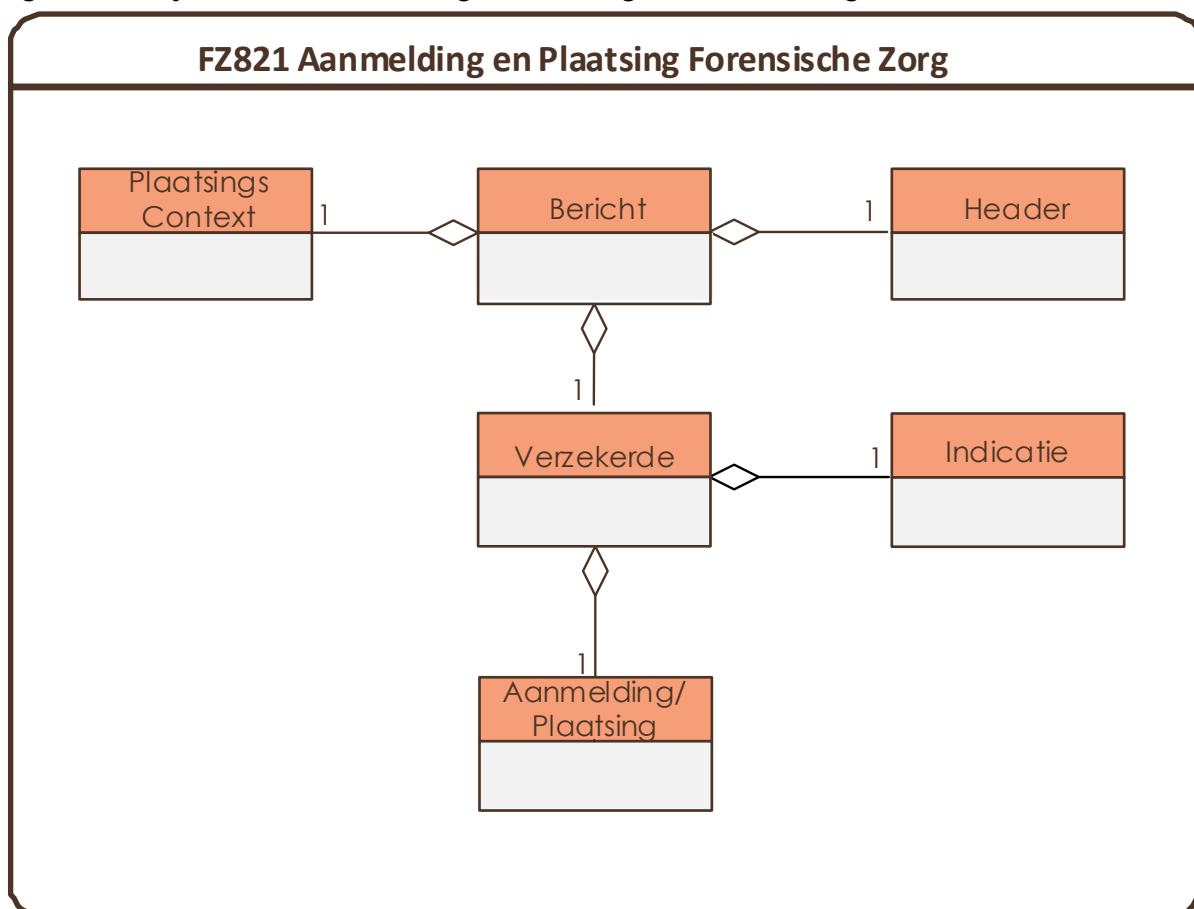 FZ821 Aanmelding en Plaatsing Forensische Zorg
Plaatsings
Context
1
Bericht
1
Header
1
Verzekerde
1
Indicatie
1
Aanmelding/
Plaatsing